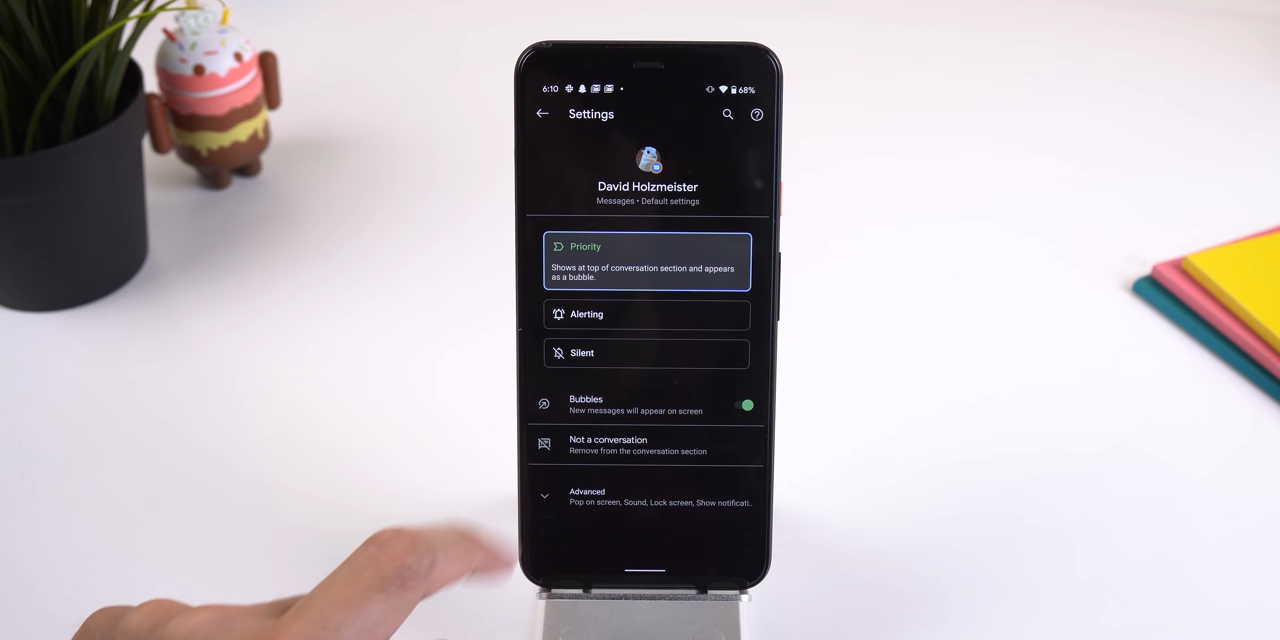 6:10
68%
Settings
David Holzmeister
Messages • Default settings
Priority
Shows at top of conversation section and appears
as a bubble.
Alerting
Silent
Bubbles
New messages will appear on screen
Not a conversation
Remove from the conversation section
Advanced
Pop on screen, Sound, Lock screen, Show notificati..